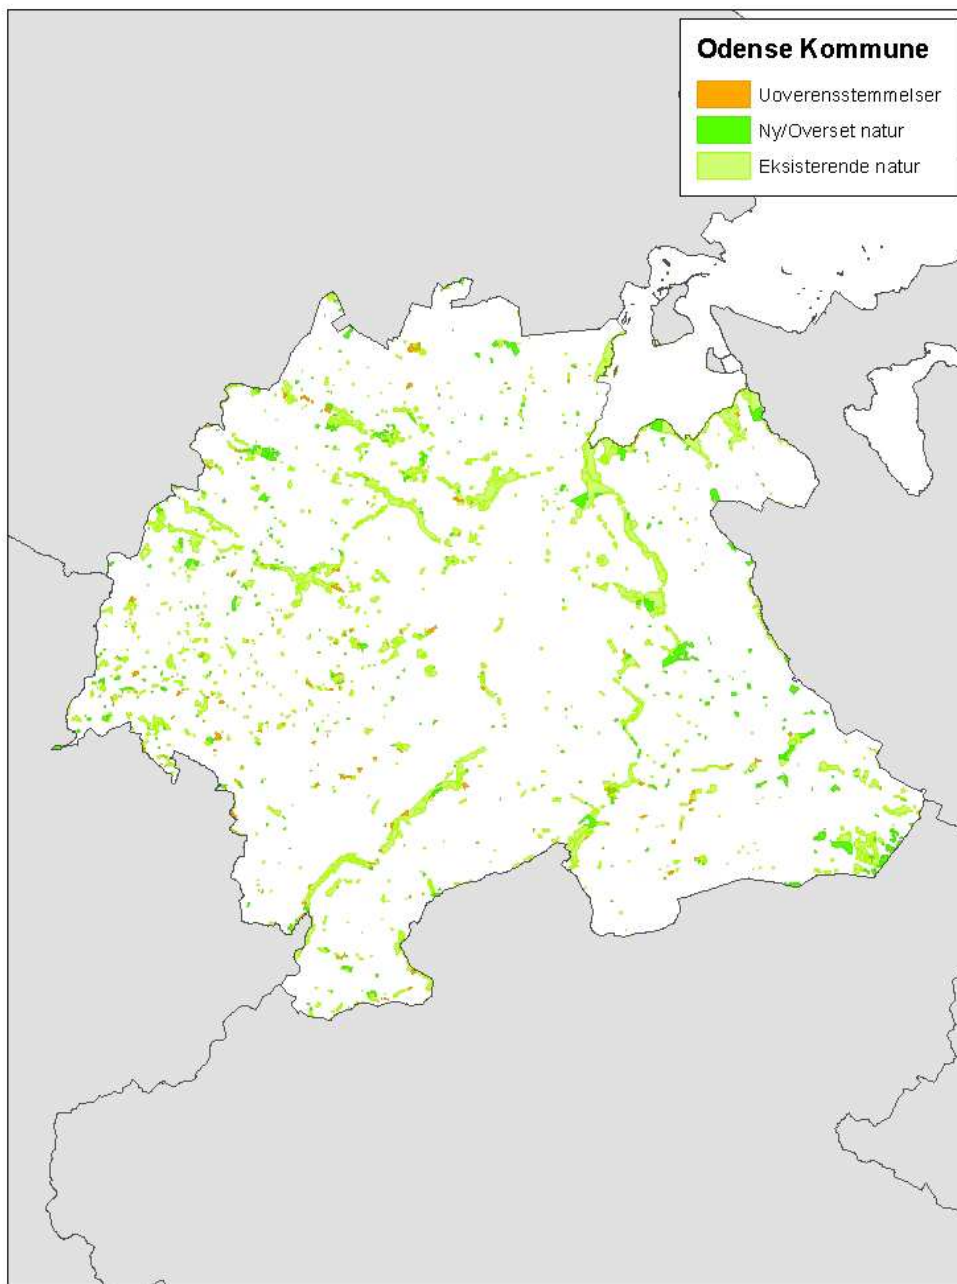 Odense Kommune
Uoverensstemmelser
Ny/Overset natur
Eksisterende natur